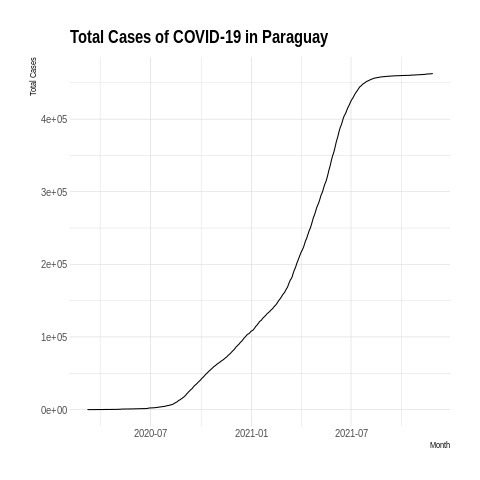 Total Cases of COVID-19 in Paraguay
Total Cases
4e+05
3e+05
2e+05
1e+05
0e+00
2020-07 2021-01 2021-07
Month